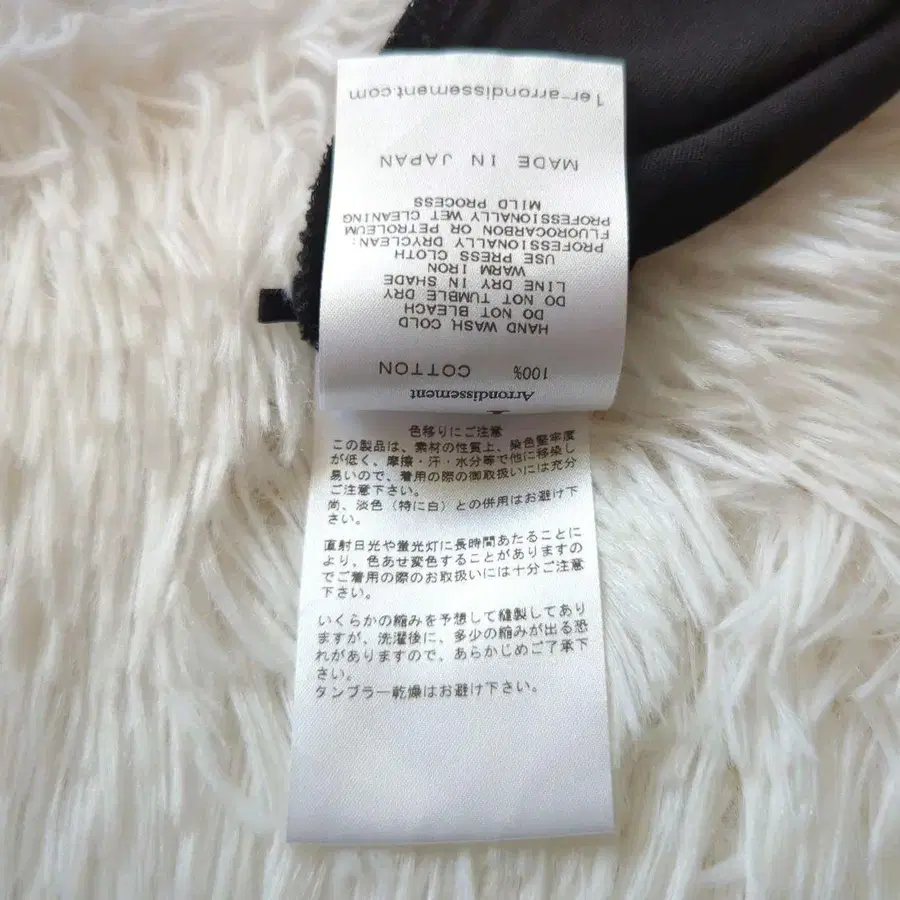 Arrondissement
100% COTTON
HAND WASH COLD
DO NOT BLEACH
DO NOT TUMBLE DRY
LINE DRY IN SHADE
WARM IRON
USE PRESS CLOTH
PROFESSIONALLY DRYCLEAN:
FLUOROCARBON OR PETROLEUM
PROFESSIONALLY WET CLEANING
MILD PROCESS
MADE IN JAPAN
1er-arrondissement.com
色移りにご注意
この製品は、素材の性質上、染色堅牢度
が低く、摩擦・汗・水分等で他に移染し
易いので、着用の際の御取扱いには充分
ご注意下さい。
尚、淡色（特に白）との併用はお避け下
さい。
直射日光や蛍光灯に長時間あたることに
より、色あせ変色することがありますの
でご着用の際のお取扱いには十分ご注意
下さい。
いくらかの縮みを予想して縫製してあり
ますが、洗濯後に、多少の縮みが出る恐
れがありますので、あらかじめご了承下
さい。
タンブラー乾燥はお避け下さい。